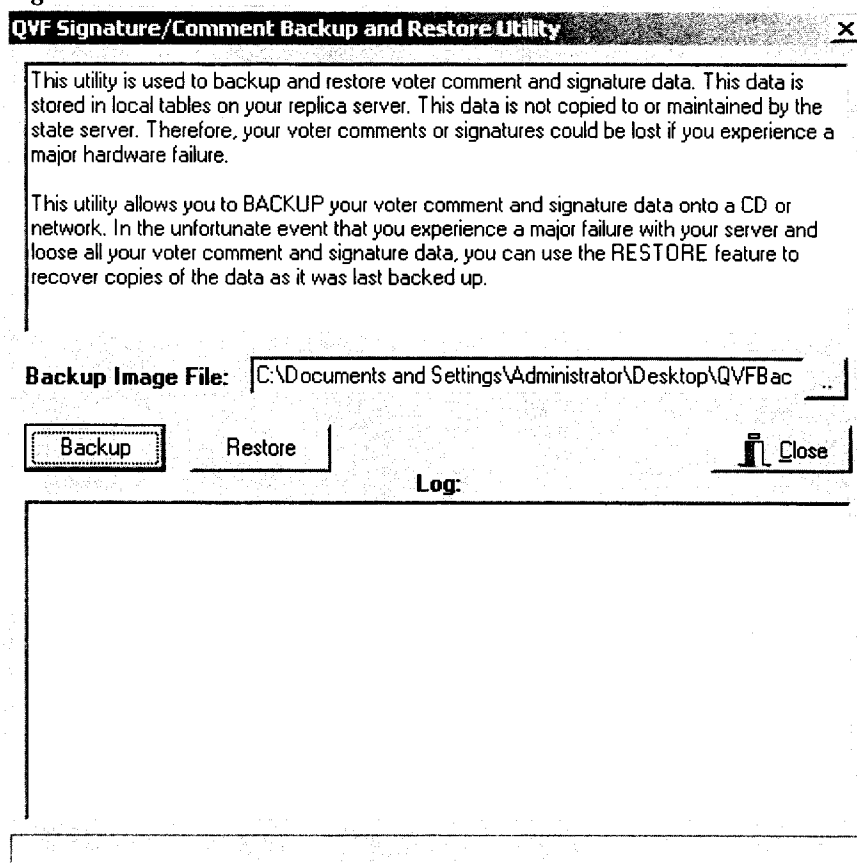 QVF Signature/Comment Backup and Restore Utility
This utility is used to backup and restore voter comment and signature data. This data is
stored in local tables on your replica server. This data is not copied to or maintained by the
state server. Therefore, your voter comments or signatures could be lost if you experience a
major hardware failure.
This utility allows you to BACKUP your voter comment and signature data onto a CD or
network. In the unfortunate event that you experience a major failure with your server and
loose all your voter comment and signature data, you can use the RESTORE feature to
recover copies of the data as it was last backed up.
Backup Image File: C:\Documents and Settings\Administrator\Desktop\QVFBac ..
Backup Restore Close
Log: